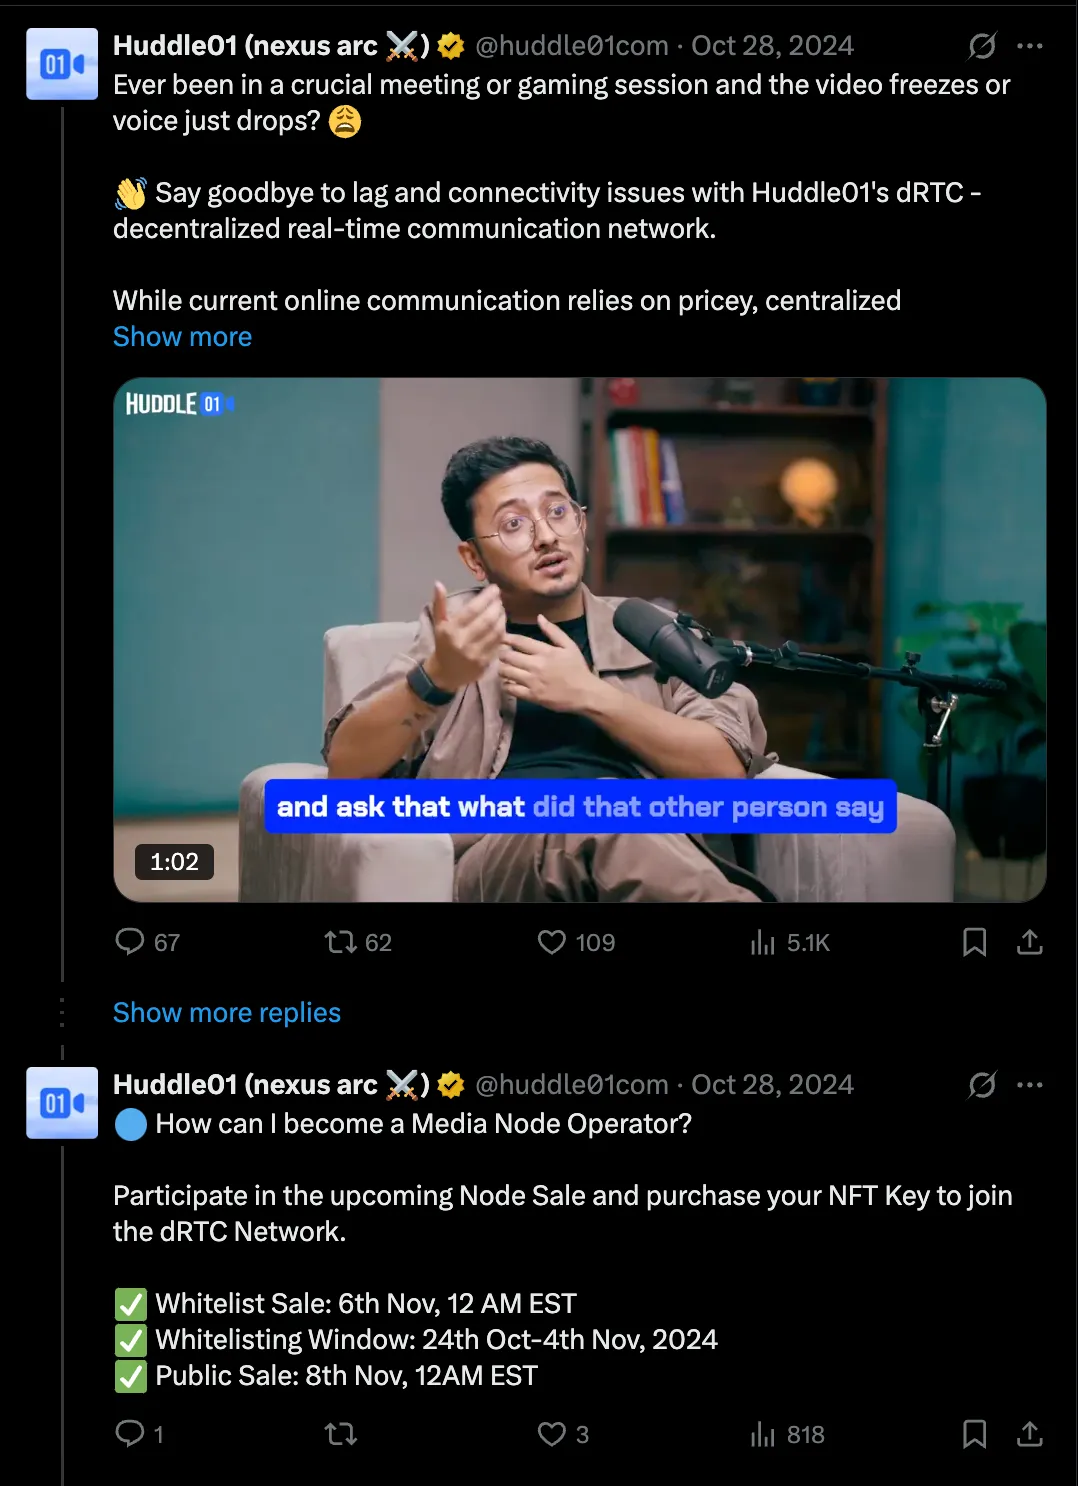 Huddle01 (nexus arc ⚔️) @huddle01com · Oct 28, 2024
Ever been in a crucial meeting or gaming session and the video freezes or
voice just drops? 😩
👋 Say goodbye to lag and connectivity issues with Huddle01's dRTC -
decentralized real-time communication network.
While current online communication relies on pricey, centralized
Show more
HUDDLE 01
and ask that what did that other person say
1:02
67 62 109 5.1K
Show more replies
Huddle01 (nexus arc ⚔️) @huddle01com · Oct 28, 2024
🔵 How can I become a Media Node Operator?
Participate in the upcoming Node Sale and purchase your NFT Key to join
the dRTC Network.
✅ Whitelist Sale: 6th Nov, 12 AM EST
✅ Whitelisting Window: 24th Oct-4th Nov, 2024
✅ Public Sale: 8th Nov, 12AM EST
1 3 818